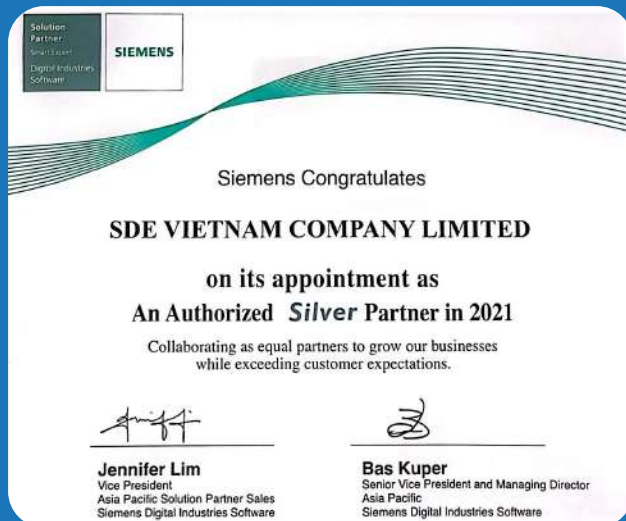 Solution
Partner
Smart Expert
Digital Industries
Software
SIEMENS
Siemens Congratulates
SDE VIETNAM COMPANY LIMITED
on its appointment as
An Authorized Silver Partner in 2021
Collaborating as equal partners to grow our businesses
while exceeding customer expectations.
Jennifer Lim
Vice President
Asia Pacific Solution Partner Sales
Siemens Digital Industries Software
Bas Kuper
Senior Vice President and Managing Director
Asia Pacific
Siemens Digital Industries Software